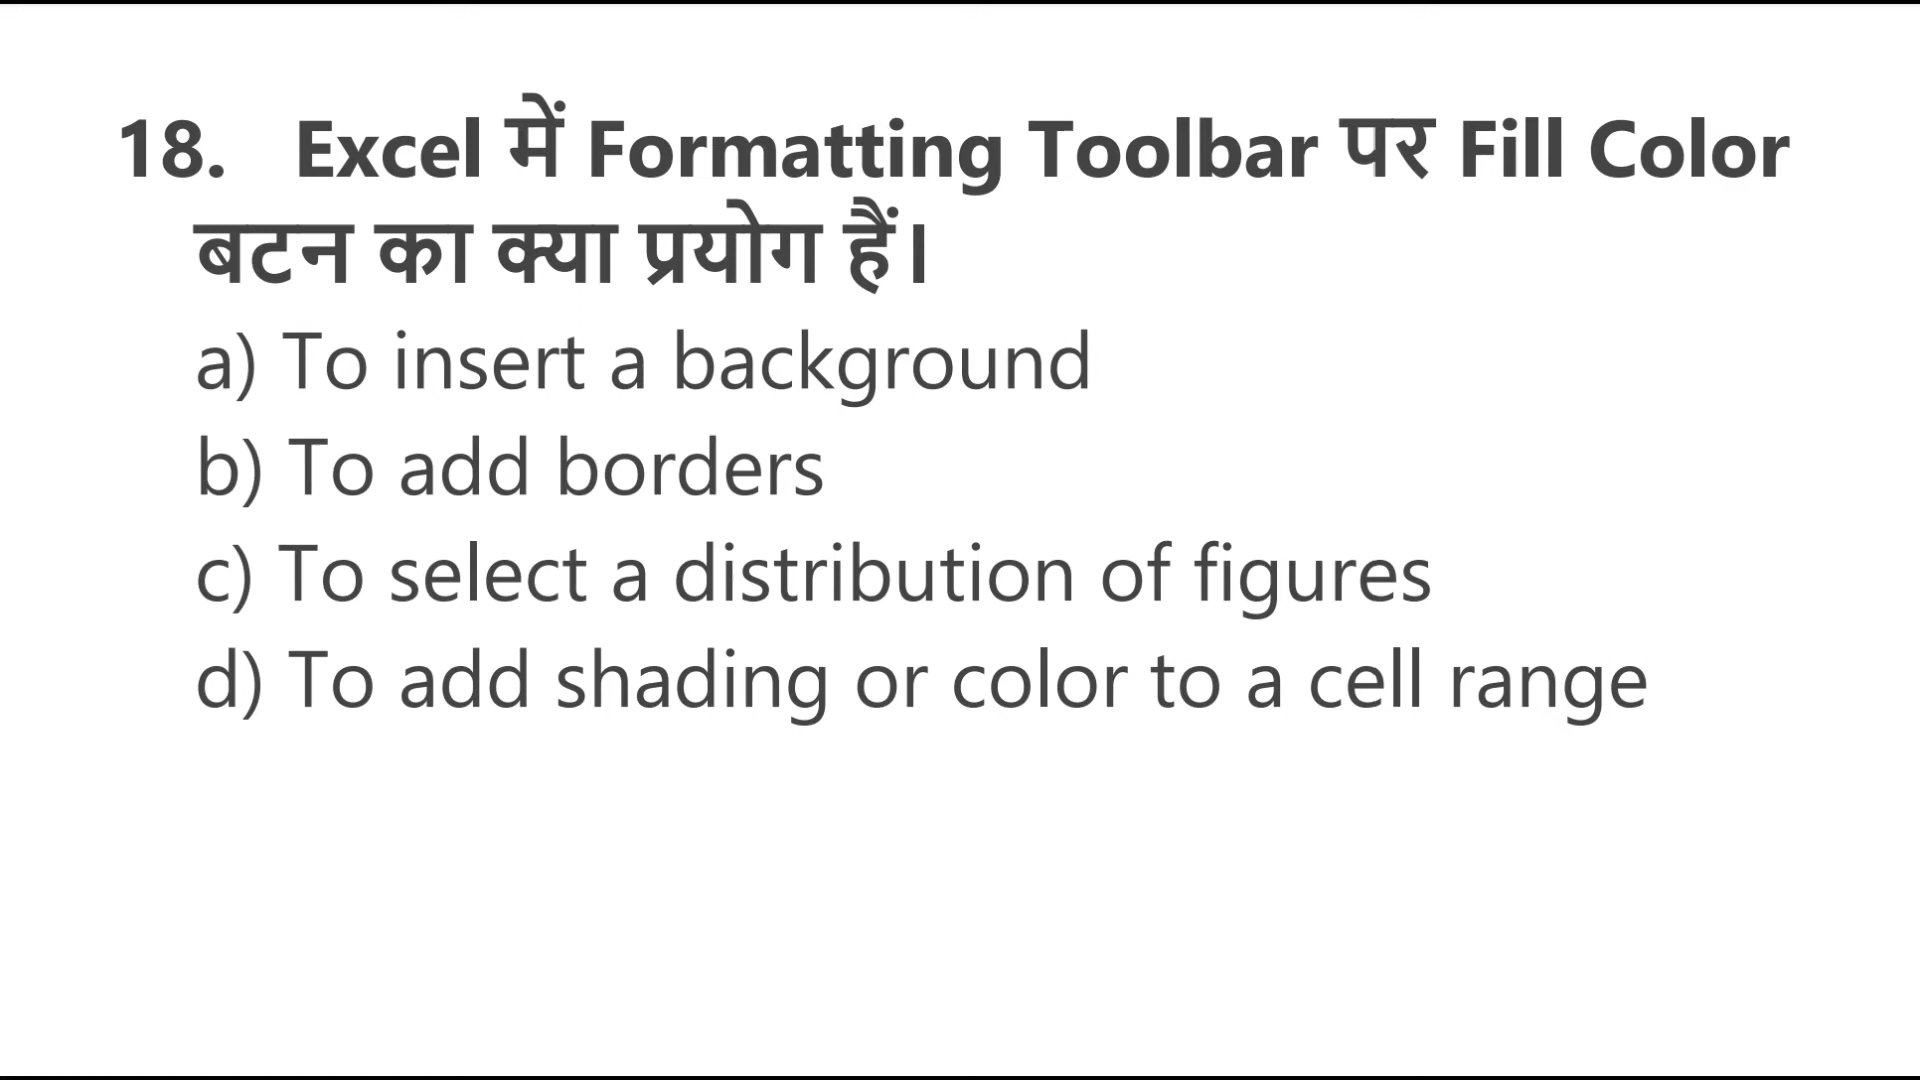 18. Excel में Formatting Toolbar पर Fill Color
बटन का क्या प्रयोग हैं।
a) To insert a background
b) To add borders
c) To select a distribution of figures
d) To add shading or color to a cell range